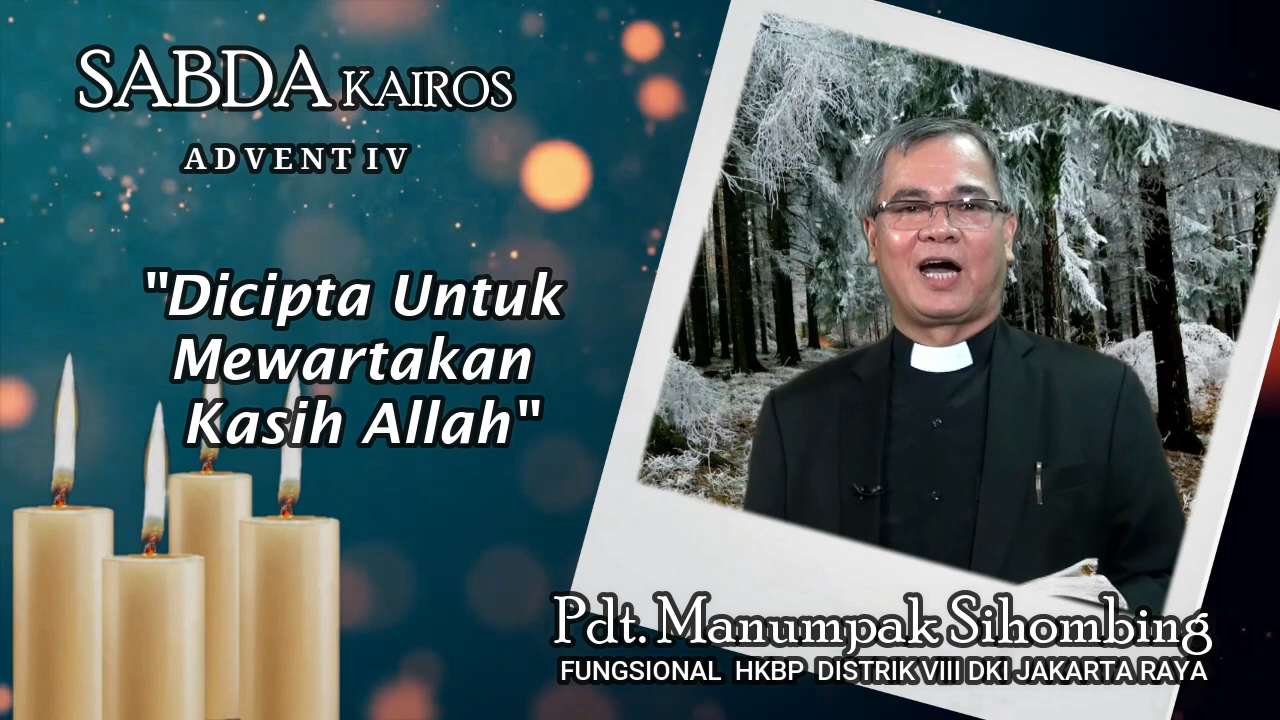 SABDA KAIROS
ADVENT IV
"Dicipta Untuk
Mewartakan
Kasih Allah"
Pdt. Manumpak Sihombing
FUNGSIONAL HKBP DISTRIK VIII DKI JAKARTA RAYA